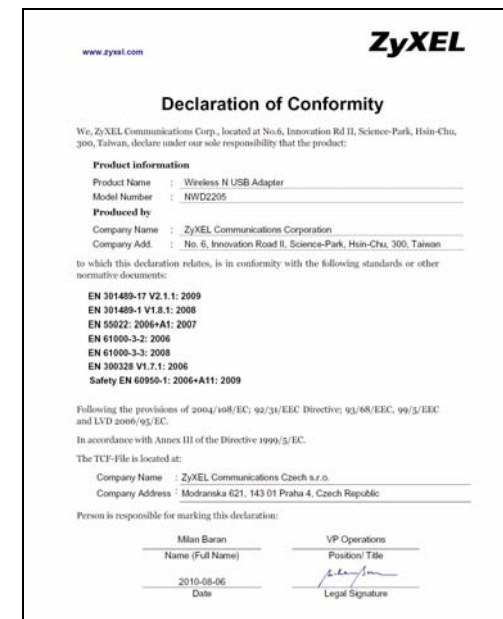 www.zyxel.com
ZyXEL
Declaration of Conformity
We, ZyXEL Communications Corp., located at No.6, Innovation Rd II, Science-Park, Hsin-Chu,
300, Taiwan, declare under our sole responsibility that the product:
Product information
Product Name : Wireless N USB Adapter
Model Number : NWD2205
Produced by
Company Name : ZyXEL Communications Corporation
Company Add. : No. 6, Innovation Road II, Science-Park, Hsin-Chu, 300, Taiwan
to which this declaration relates, is in conformity with the following standards or other
normative documents:
EN 301489-17 V2.1.1: 2009
EN 301489-1 V1.8.1: 2008
EN 55022: 2006+A1: 2007
EN 61000-3-2: 2006
EN 61000-3-3: 2008
EN 300328 V1.7.1: 2006
Safety EN 60950-1: 2006+A11: 2009
Following the provisions of 2004/108/EC; 92/31/EEC Directive; 93/68/EEC, 99/5/EEC
and LVD 2006/95/EC.
In accordance with Annex III of the Directive 1999/5/EC.
The TCF-File is located at:
Company Name : ZyXEL Communications Czech s.r.o.
Company Address : Modranska 621, 143 01 Praha 4, Czech Republic
Person is responsible for marking this declaration:
Milan Baran VP Operations
Name (Full Name) Position/ Title
2010-08-06
Date Legal Signature